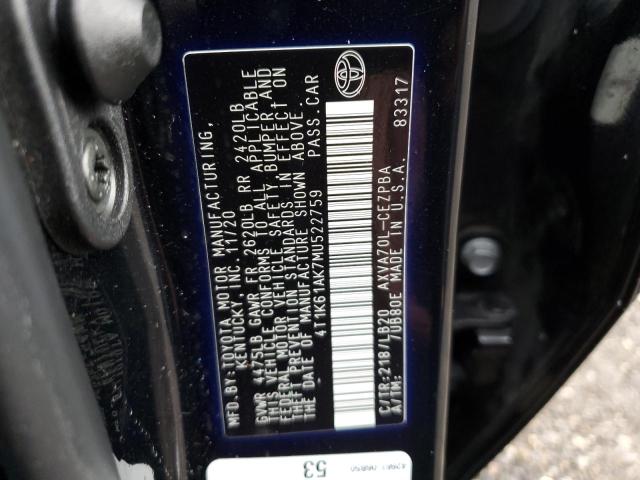 MFD.BY:TOYOTA MOTOR MANUFACTURING,
KENTUCKY, INC. 11/20
GVWR 4475LB GAWR FR 2620LB RR 2420LB
THIS VEHICLE CONFORMS TO ALL APPLICABLE
FEDERAL MOTOR VEHICLE SAFETY, BUMPER, AND
THEFT PREVENTION STANDARDS IN EFFECT ON
THE DATE OF MANUFACTURE SHOWN ABOVE.
4T1K61AK7MU522759 PASS.CAR
C/TR:218/LB20 AXVA70L-CEZPBA
A/TM: 7UB80E MADE IN U.S.A. 83317
53